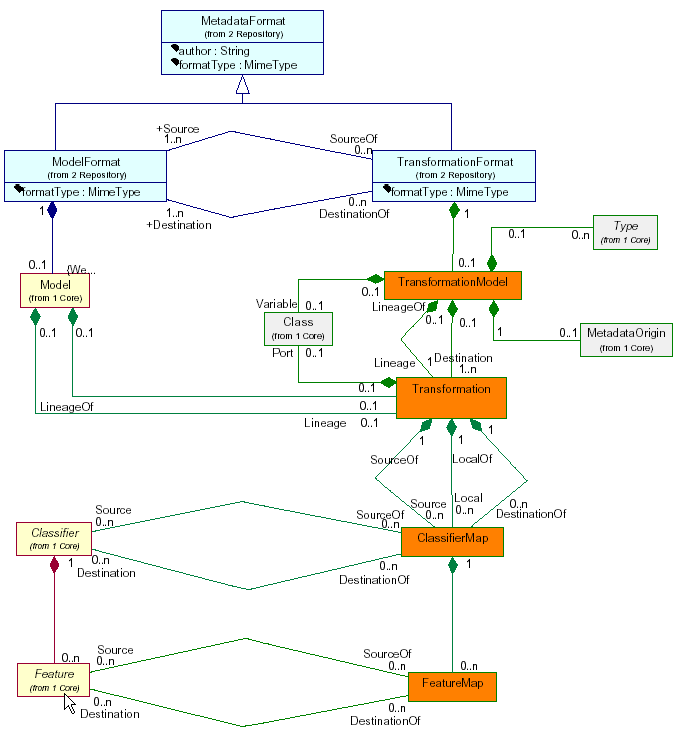 MetadataFormat
(from 2 Repository)
author : String
formatType : MimeType
+Source
1..n
SourceOf
0..n
ModelFormat
(from 2 Repository)
formatType : MimeType
TransformationFormat
(from 2 Repository)
formatType : MimeType
1
1..n
+Destination
0..n
DestinationOf
1
Type
(from 1 Core)
0..1
0..n
0..1
{We...
0..1
Model
(from 1 Core)
TransformationModel
0..1
LineageOf
Variable
0..1
0..1
0..1
Class
(from 1 Core)
MetadataOrigin
(from 1 Core)
1
0..1
0..1
0..1
Port
0..1
Lineage
1
Destination
1..n
0..1
Transformation
LineageOf
0..1
Lineage
0..1
1
1
1
SourceOf
LocalOf
Source
0..n
Local
0..n
0..n
DestinationOf
Source
0..n
SourceOf
0..n
Classifier
(from 1 Core)
ClassifierMap
1
0..n
Destination
0..n
DestinationOf
1
Source
0..n
0..n
SourceOf
0..n
0..n
Feature
(from 1 Core)
FeatureMap
0..n
Destination
0..n
DestinationOf